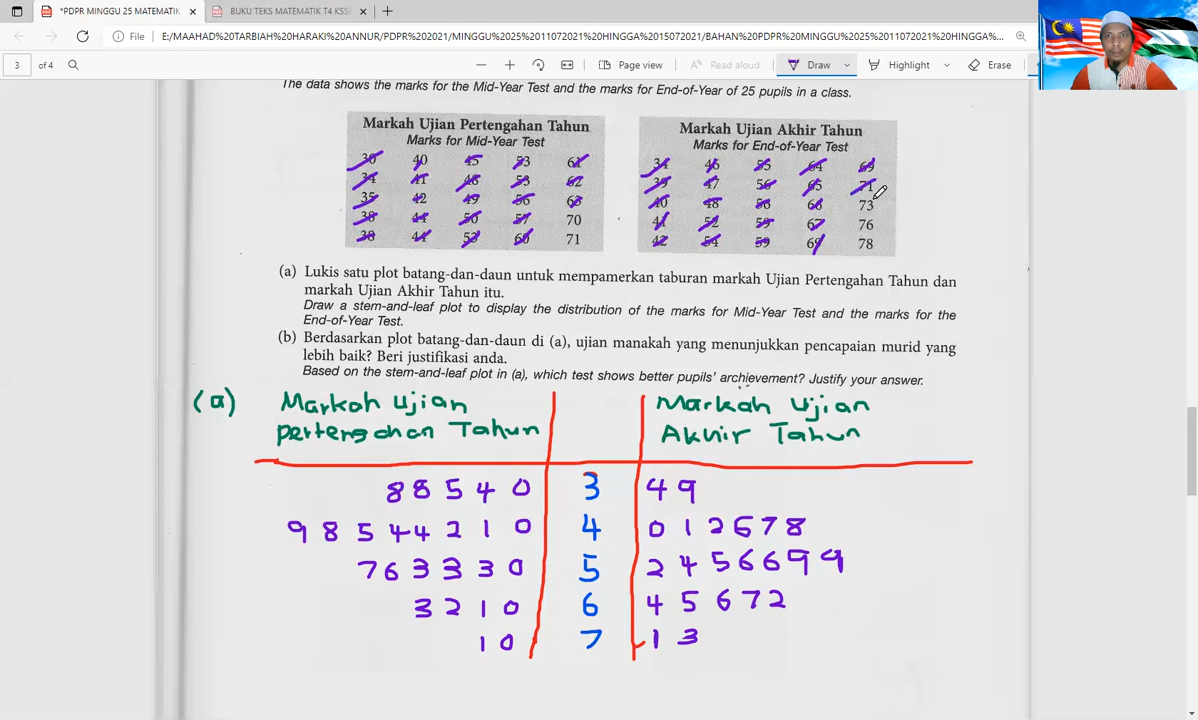 *PDPR MINGGU 25 MATEMATIK
BUKU TEKS MATEMATIK T4 KSS
File
E:/MAAHAD%20TARBIAH%20HARAKI%20ANNUR/PDPR%202021/MINGGU%2025%2011072021%20HINGGA%2015072021/BAHAN%20PDPR%20MINGGU%2025%2011072021%20HINGGA%...
3 of 4
Page view
Read aloud
Draw
Highlight
Erase
The data shows the marks for the Mid-Year Test and the marks for End-of-Year of 25 pupils in a class.
Markah Ujian Pertengahan Tahun
Marks for Mid-Year Test
30 40 45 53 61
34 41 48 53 62
35 42 49 56 63
38 44 50 57 70
38 44 53 60 71
Markah Ujian Akhir Tahun
Marks for End-of-Year Test
34 46 55 64 69
39 47 56 65 71
40 48 56 66 73
41 52 59 67 76
42 54 59 69 78
(a) Lukis satu plot batang-dan-daun untuk mempamerkan taburan markah Ujian Pertengahan Tahun dan
markah Ujian Akhir Tahun itu.
Draw a stem-and-leaf plot to display the distribution of the marks for Mid-Year Test and the marks for the
End-of-Year Test.
(b) Berdasarkan plot batang-dan-daun di (a), ujian manakah yang menunjukkan pencapaian murid yang
lebih baik? Beri justifikasi anda.
Based on the stem-and-leaf plot in (a), which test shows better pupils' archievement? Justify your answer.
(a) Markah Ujian
pertengahan Tahun
Markah Ujian
Akhir Tahun
8 8 5 4 0 3 4 9
9 8 5 4 4 2 1 0 4 0 1 2 6 7 8
7 6 3 3 3 0 5 2 4 5 6 6 9 9
3 2 1 0 6 4 5 6 7 2
1 0 7 1 3